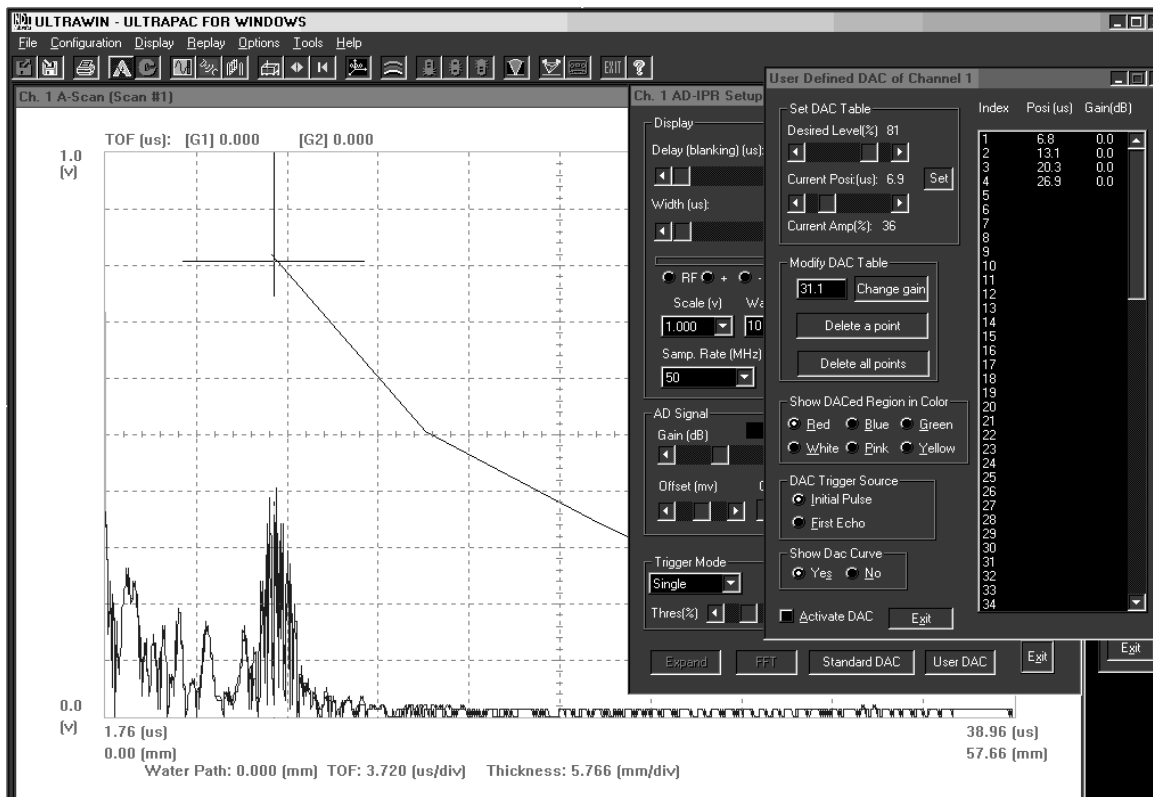 ULTRAWIN - ULTRAPAC FOR WINDOWS
File Configuration Display Replay Options Tools Help
EXIT ?
Ch. 1 A-Scan (Scan #1)
TOF (us): [G1] 0.000 [G2] 0.000
1.0
(v)
0.0
(v)
1.76 (us)
38.96 (us)
0.00 (mm)
57.66 (mm)
Water Path: 0.000 (mm) TOF: 3.720 (us/div) Thickness: 5.766 (mm/div)
Ch. 1 AD-IPR Setup
Display
Delay (blanking) (us):
Width (us):
RF + -
Scale (v) Wa
1.000 10
Samp. Rate (MHz)
50
AD Signal
Gain (dB)
Offset (mv)
Trigger Mode
Single
Thres(%)
Expand FFT Standard DAC User DAC Exit
Exit
User Defined DAC of Channel 1
Set DAC Table
Desired Level(%) 81
Current Posi:(us): 6.9 Set
Current Amp(%): 36
Modify DAC Table
31.1 Change gain
Delete a point
Delete all points
Show DACed Region in Color
Red Blue Green
White Pink Yellow
DAC Trigger Source
Initial Pulse
First Echo
Show Dac Curve
Yes No
Activate DAC Exit
Index Posi (us) Gain(dB)
1 6.8 0.0
2 13.1 0.0
3 20.3 0.0
4 26.9 0.0
5
6
7
8
9
10
11
12
13
14
15
16
17
18
19
20
21
22
23
24
25
26
27
28
29
30
31
32
33
34